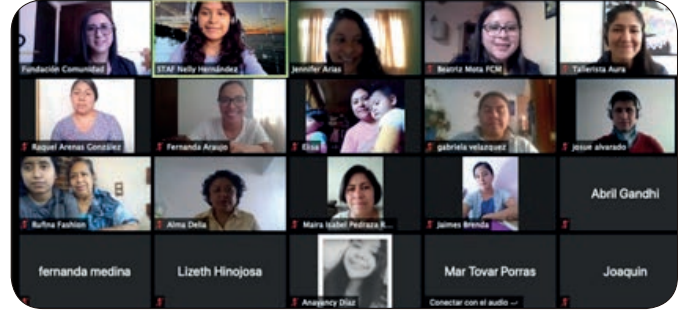 Fundación Comunidad
STAF Nelly Hernández
Jennifer Arias
Beatriz Mota FCM
Tallerista Aura
Raquel Arenas González
Fernanda Araujo
Elisa
gabriela velazquez
josue alvarado
Rufina Fashion
Alma Delia
Maira Isabel Pedraza R...
Jaimes Brenda
Abril Gandhi
fernanda medina
Lizeth Hinojosa
Anayancy Díaz
Mar Tovar Porras
Conectar con el audio
Joaquin